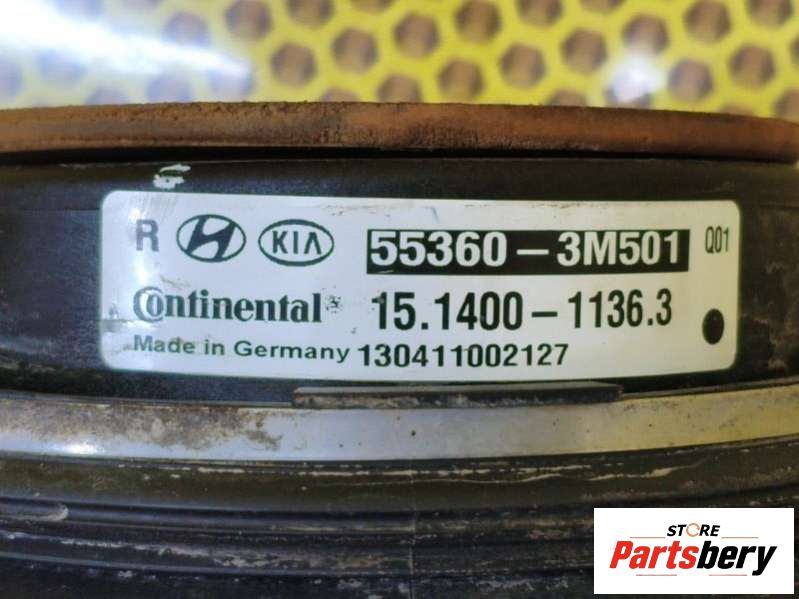 R H KIA 55360-3M501 Q01
Continental 15.1400-1136.3
Made in Germany 130411002127
STORE
Partsbery